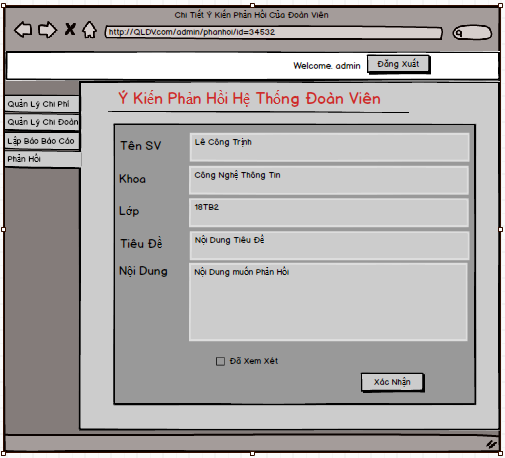 Chi Tiết Ý Kiến Phản Hồi Của Đoàn Viên
http://QLDV.com/admin/phanhoi/id=34532
Welcome, admin
Đăng Xuất
Quản Lý Chi Phí
Quản Lý Chi Đoàn
Lập Báo Báo Cáo
Phản Hồi
Ý Kiến Phản Hồi Hệ Thống Đoàn Viên
Tên SV
Lê Công Trịnh
Khoa
Công Nghệ Thông Tin
Lớp
18TB2
Tiêu Đề
Nội Dung Tiêu Đề
Nội Dung
Nội Dung muốn Phản Hồi
Đã Xem Xét
Xác Nhận